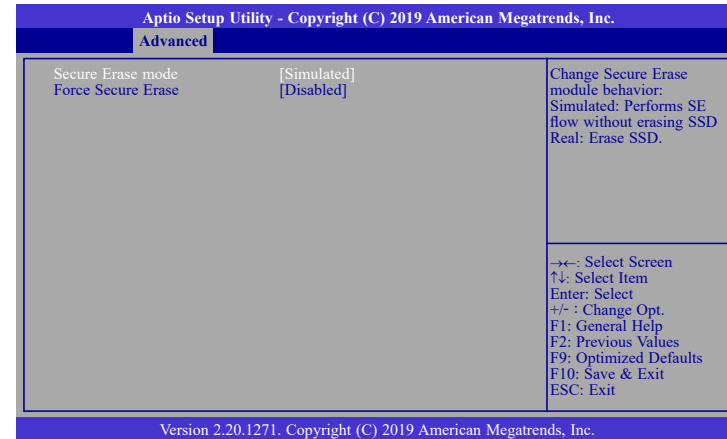 Aptio Setup Utility - Copyright (C) 2019 American Megatrends, Inc.
Advanced
Secure Erase mode [Simulated]
Force Secure Erase [Disabled]
Change Secure Erase
module behavior:
Simulated: Performs SE
flow without erasing SSD
Real: Erase SSD.
→←: Select Screen
↑↓: Select Item
Enter: Select
+/- : Change Opt.
F1: General Help
F2: Previous Values
F9: Optimized Defaults
F10: Save & Exit
ESC: Exit
Version 2.20.1271. Copyright (C) 2019 American Megatrends, Inc.